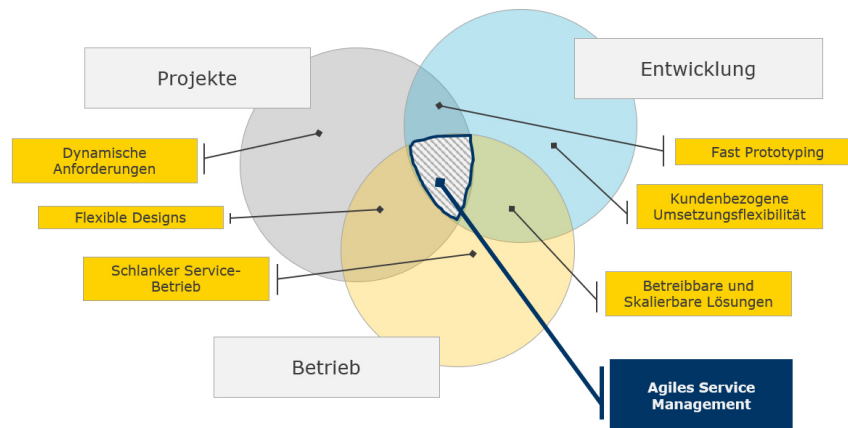 Projekte
Entwicklung
Dynamische
Anforderungen
Fast Prototyping
Flexible Designs
Kundenbezogene
Umsetzungsflexibilität
Schlanker Service-
Betrieb
Betreibbare und
Skalierbare Lösungen
Betrieb
Agiles Service
Management